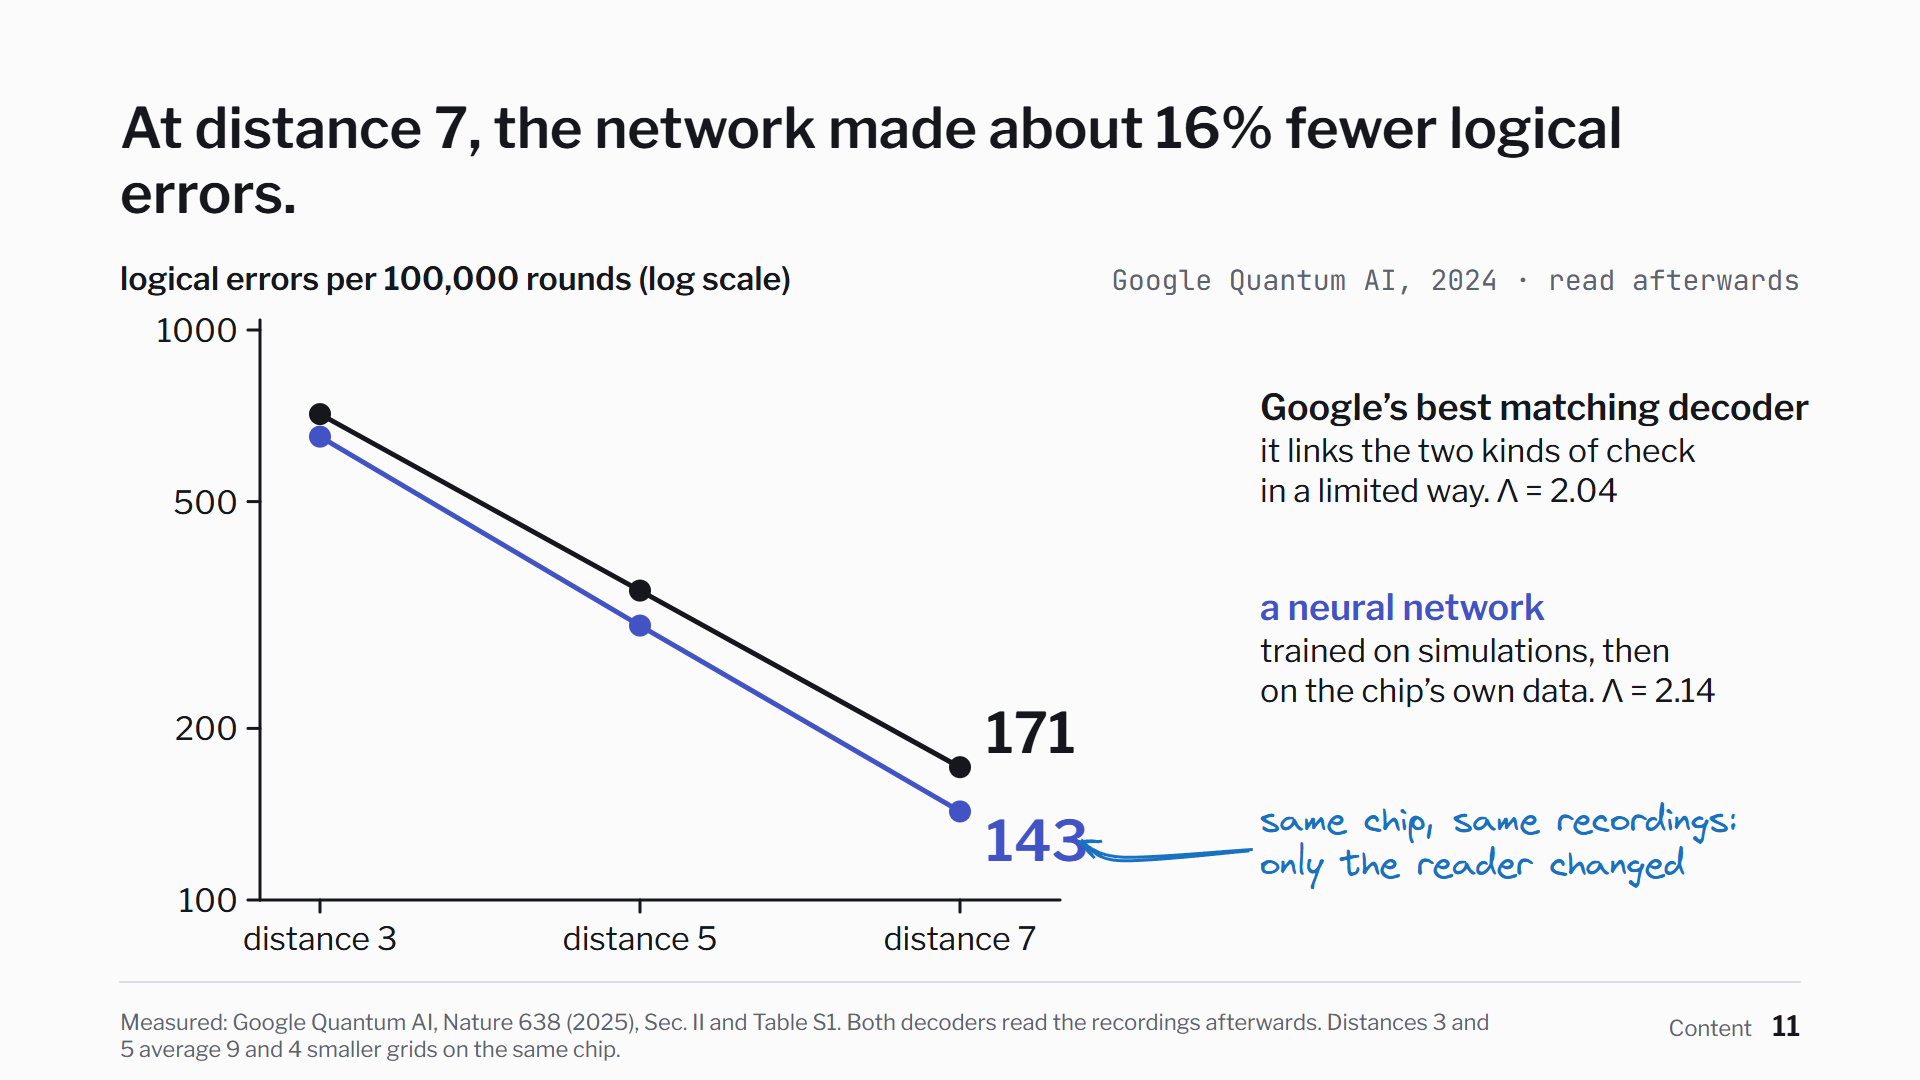 At distance 7, the network made about 16% fewer logical
errors.
logical errors per 100,000 rounds (log scale)
Google Quantum AI, 2024 · read afterwards
1000
500
200
100
distance 3
distance 5
distance 7
171
143
Google’s best matching decoder
it links the two kinds of check
in a limited way. Λ = 2.04
a neural network
trained on simulations, then
on the chip’s own data. Λ = 2.14
same chip, same recordings:
only the reader changed
Measured: Google Quantum AI, Nature 638 (2025), Sec. II and Table S1. Both decoders read the recordings afterwards. Distances 3 and
5 average 9 and 4 smaller grids on the same chip.
Content 11